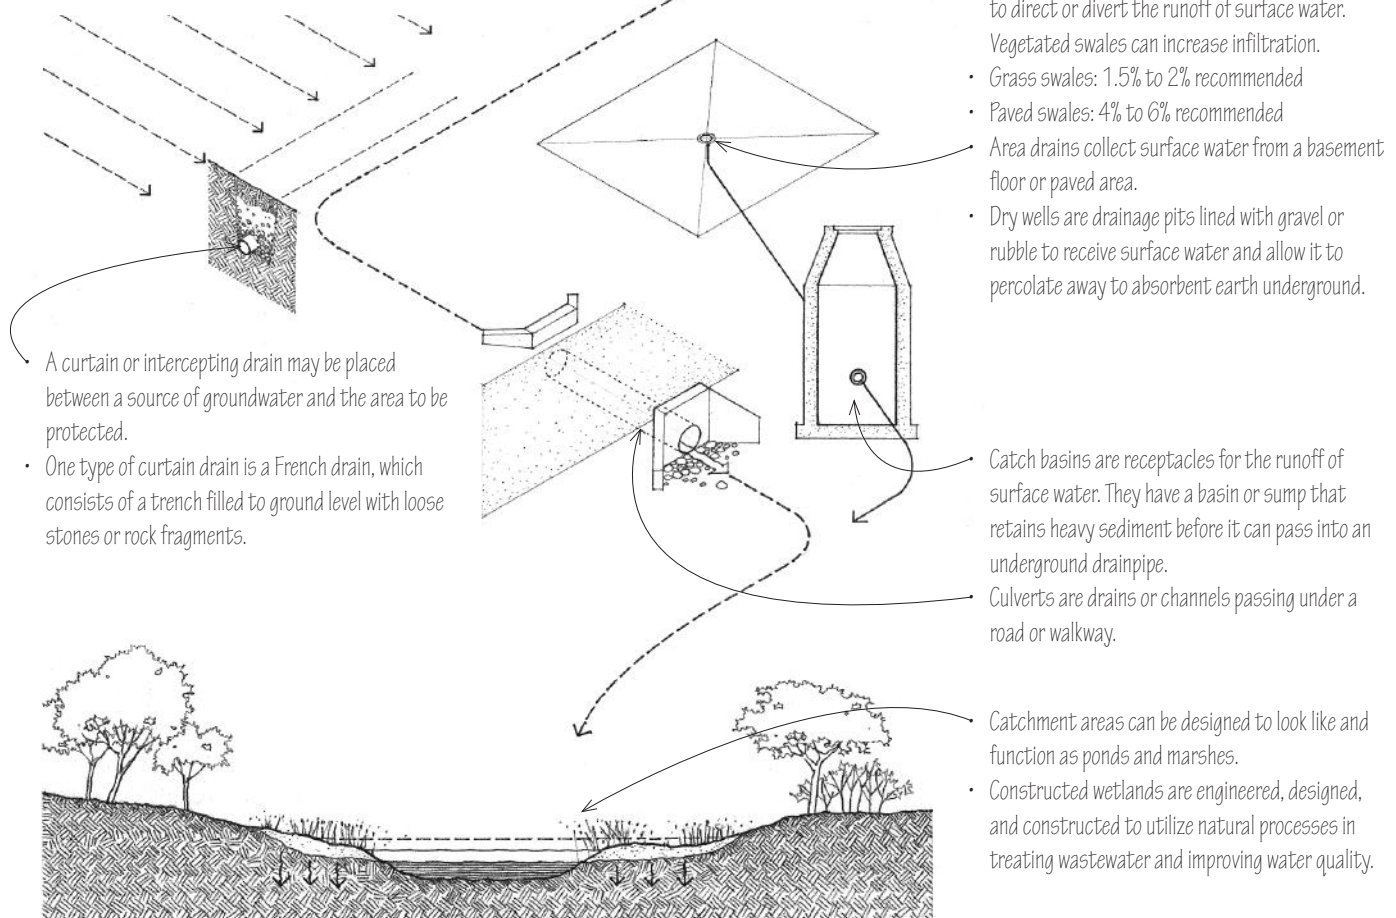 to direct or divert the runoff of surface water.
Vegetated swales can increase infiltration.
• Grass swales: 1.5% to 2% recommended
• Paved swales: 4% to 6% recommended
• Area drains collect surface water from a basement
floor or paved area.
• Dry wells are drainage pits lined with gravel or
rubble to receive surface water and allow it to
percolate away to absorbent earth underground.
• A curtain or intercepting drain may be placed
between a source of groundwater and the area to be
protected.
• One type of curtain drain is a French drain, which
consists of a trench filled to ground level with loose
stones or rock fragments.
• Catch basins are receptacles for the runoff of
surface water. They have a basin or sump that
retains heavy sediment before it can pass into an
underground drainpipe.
• Culverts are drains or channels passing under a
road or walkway.
• Catchment areas can be designed to look like and
function as ponds and marshes.
• Constructed wetlands are engineered, designed,
and constructed to utilize natural processes in
treating wastewater and improving water quality.